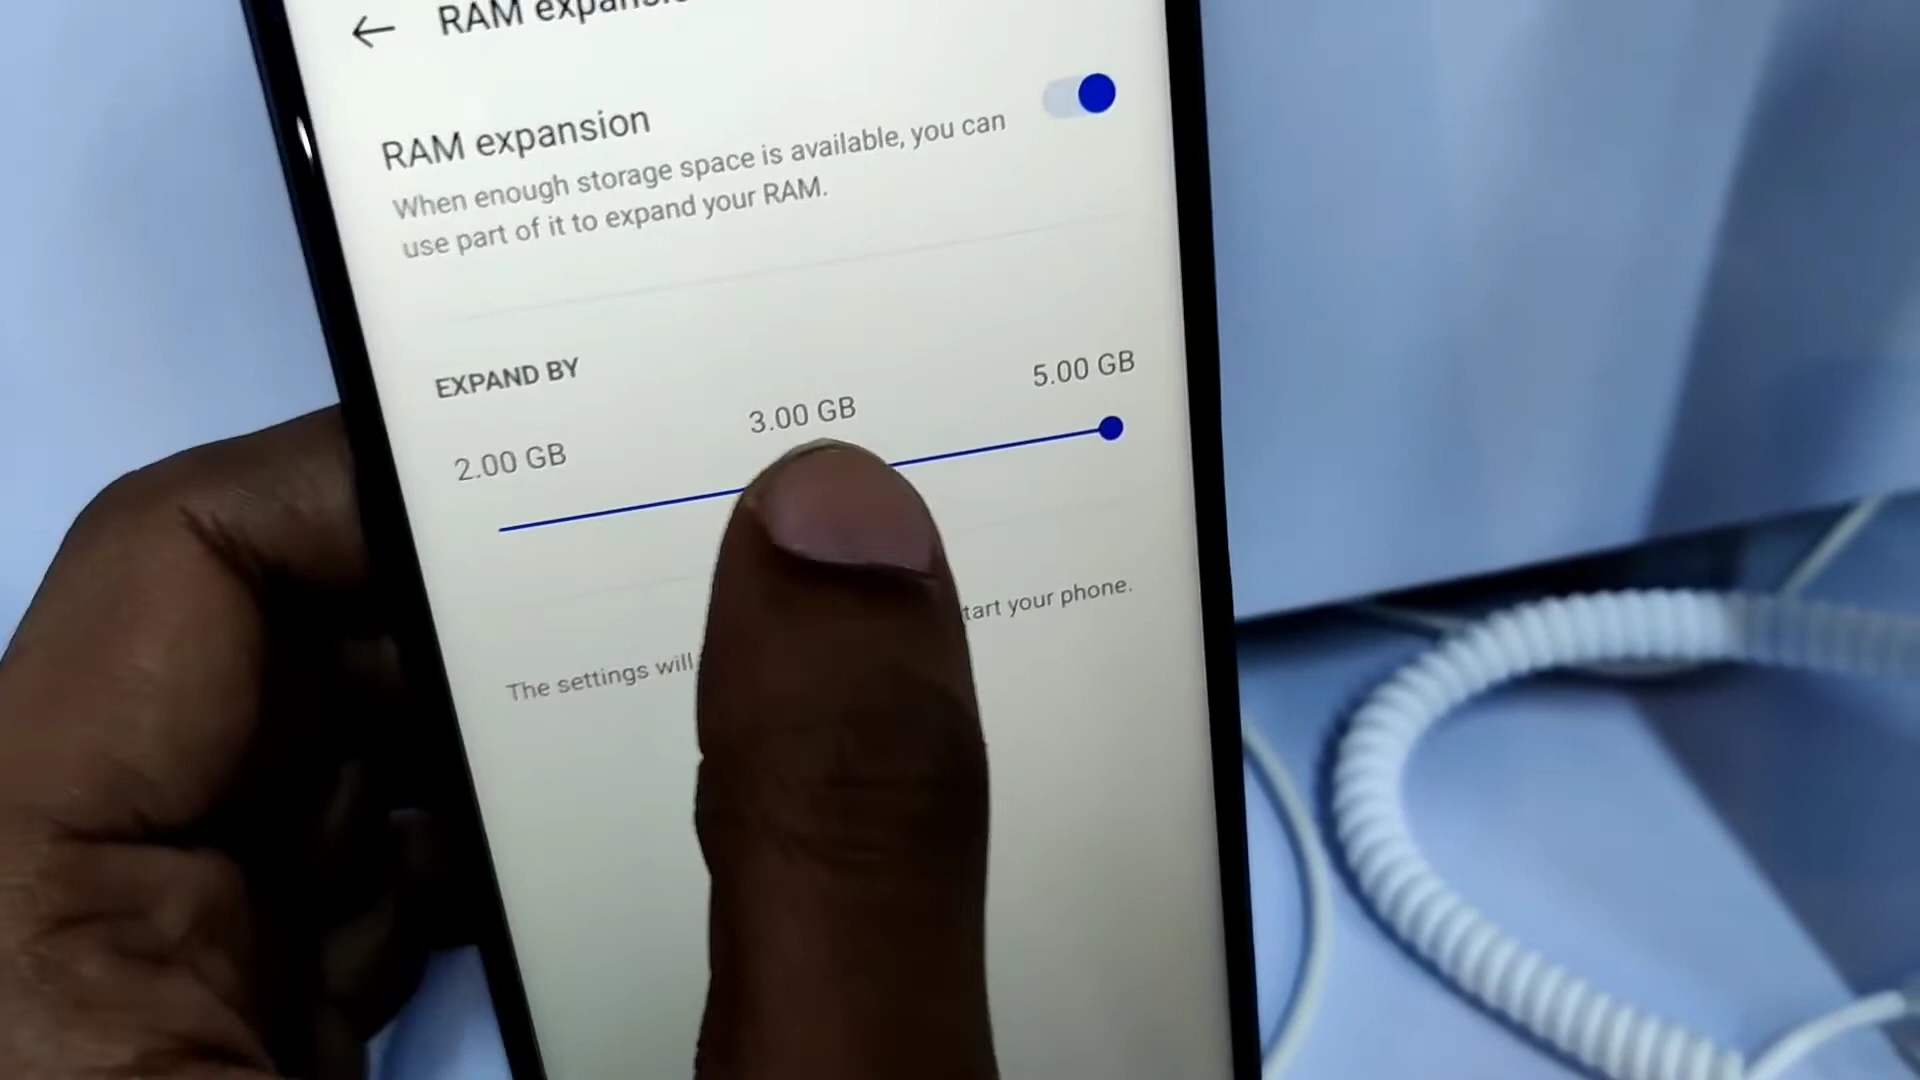 RAM
RAM expansion
When enough storage space is available, you can
use part of it to expand your RAM.
EXPAND BY
2.00 GB
3.00 GB
5.00 GB
The settings will
your phone.